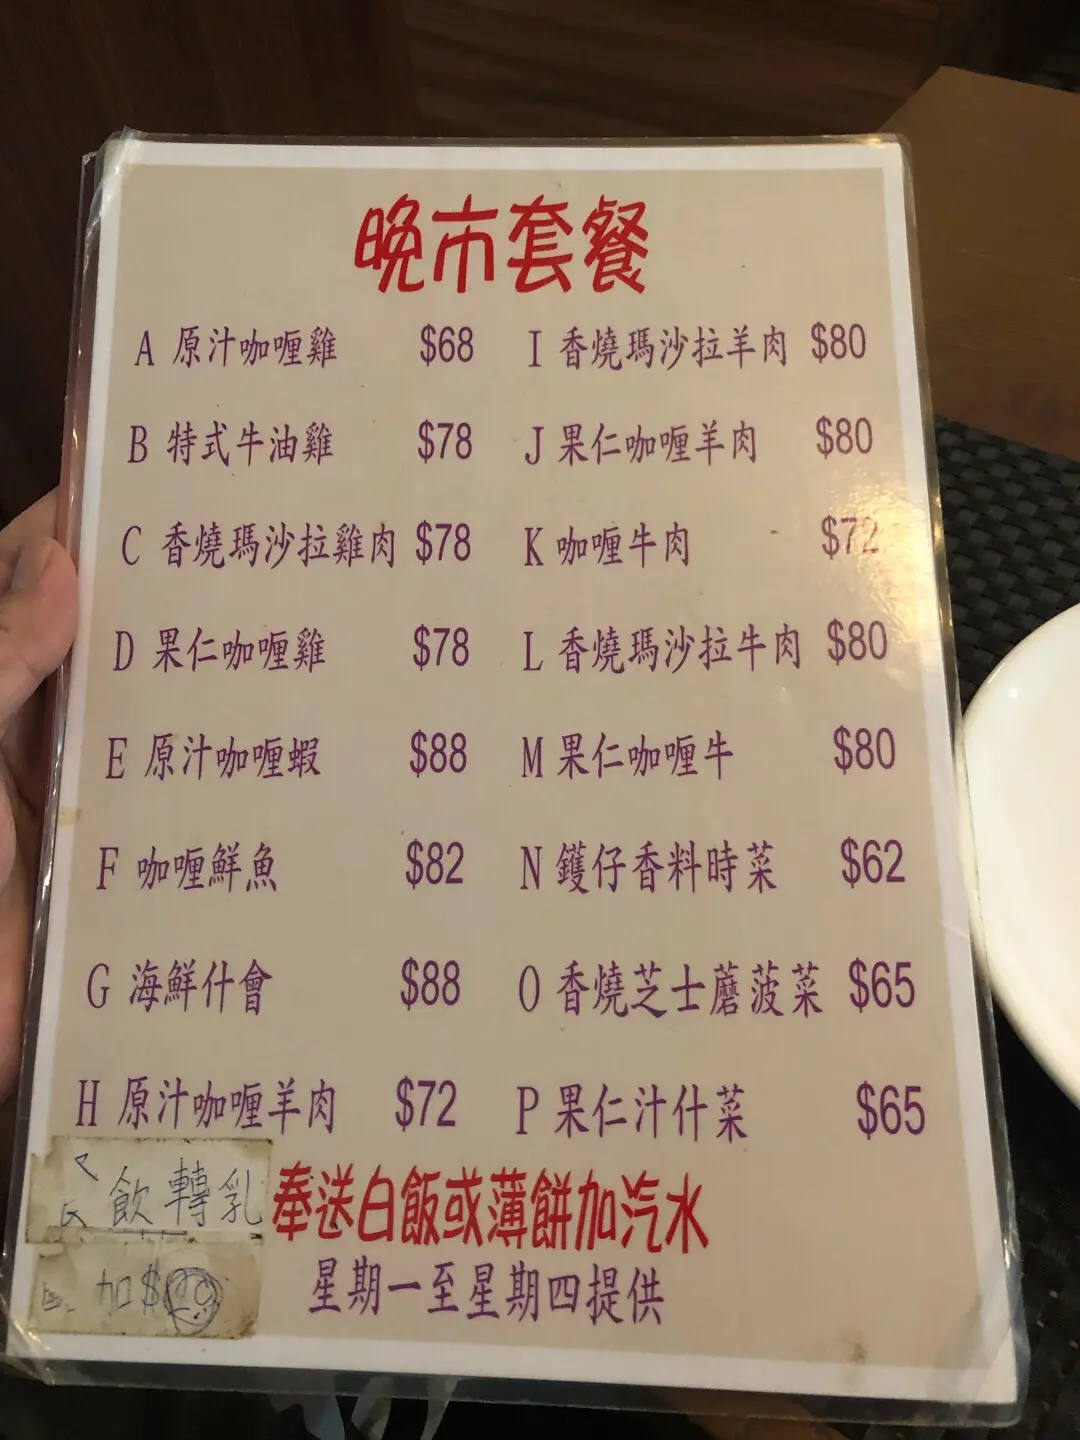 晚市套餐
A 原汁咖喱雞 $68
B 特式牛油雞 $78
C 香燒瑪沙拉雞肉 $78
D 果仁咖喱雞 $78
E 原汁咖喱蝦 $88
F 咖喱鮮魚 $82
G 海鮮什會 $88
H 原汁咖喱羊肉 $72
I 香燒瑪沙拉羊肉 $80
J 果仁咖喱羊肉 $80
K 咖喱牛肉 $72
L 香燒瑪沙拉牛肉 $80
M 果仁咖喱牛 $80
N 鑊仔香料時菜 $62
O 香燒芝士蘑菠菜 $65
P 果仁汁什菜 $65
奉送白飯或薄餅加汽水
星期一至星期四提供
飲轉乳
加$